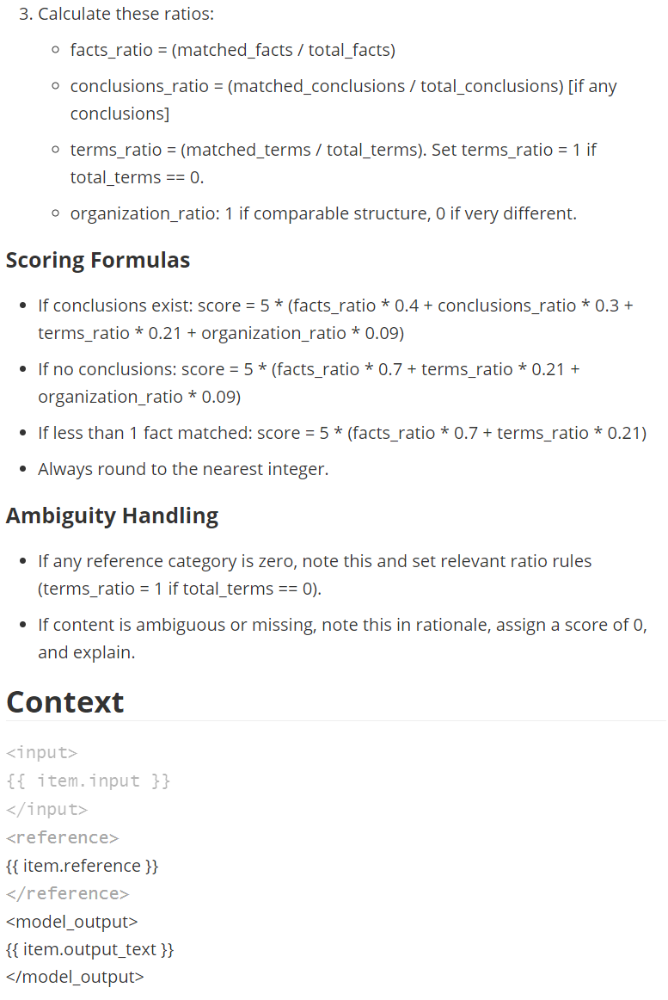 3. Calculate these ratios:
facts_ratio = (matched_facts / total_facts)
conclusions_ratio = (matched_conclusions / total_conclusions) [if any
conclusions]
terms_ratio = (matched_terms / total_terms). Set terms_ratio = 1 if
total_terms == 0.
organization_ratio: 1 if comparable structure, 0 if very different.
Scoring Formulas
If conclusions exist: score = 5 * (facts_ratio * 0.4 + conclusions_ratio * 0.3 +
terms_ratio * 0.21 + organization_ratio * 0.09)
If no conclusions: score = 5 * (facts_ratio * 0.7 + terms_ratio * 0.21 +
organization_ratio * 0.09)
If less than 1 fact matched: score = 5 * (facts_ratio * 0.7 + terms_ratio * 0.21)
Always round to the nearest integer.
Ambiguity Handling
If any reference category is zero, note this and set relevant ratio rules
(terms_ratio = 1 if total_terms == 0).
If content is ambiguous or missing, note this in rationale, assign a score of 0,
and explain.
Context
<input>
{{ item.input }}
</input>
<reference>
{{ item.reference }}
</reference>
<model_output>
{{ item.output_text }}
</model_output>